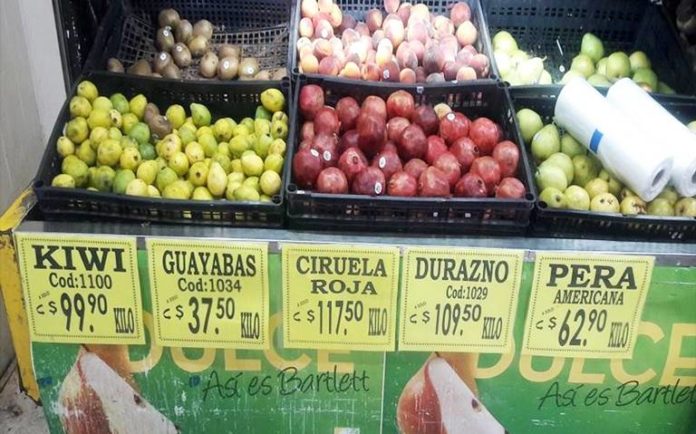 KIWI
Cod:1100
C $ 99.90 KILO
GUAYABAS
Cod:1034
C $ 37.50 KILO
CIRUELA
ROJA
C $ 117.50 KILO
DURAZNO
Cod:1029
C $ 109.50 KILO
PERA
AMERICANA
C $ 62.90 KILO
DULCE
Así es Bartlett
DULCE
Así es Bartlett